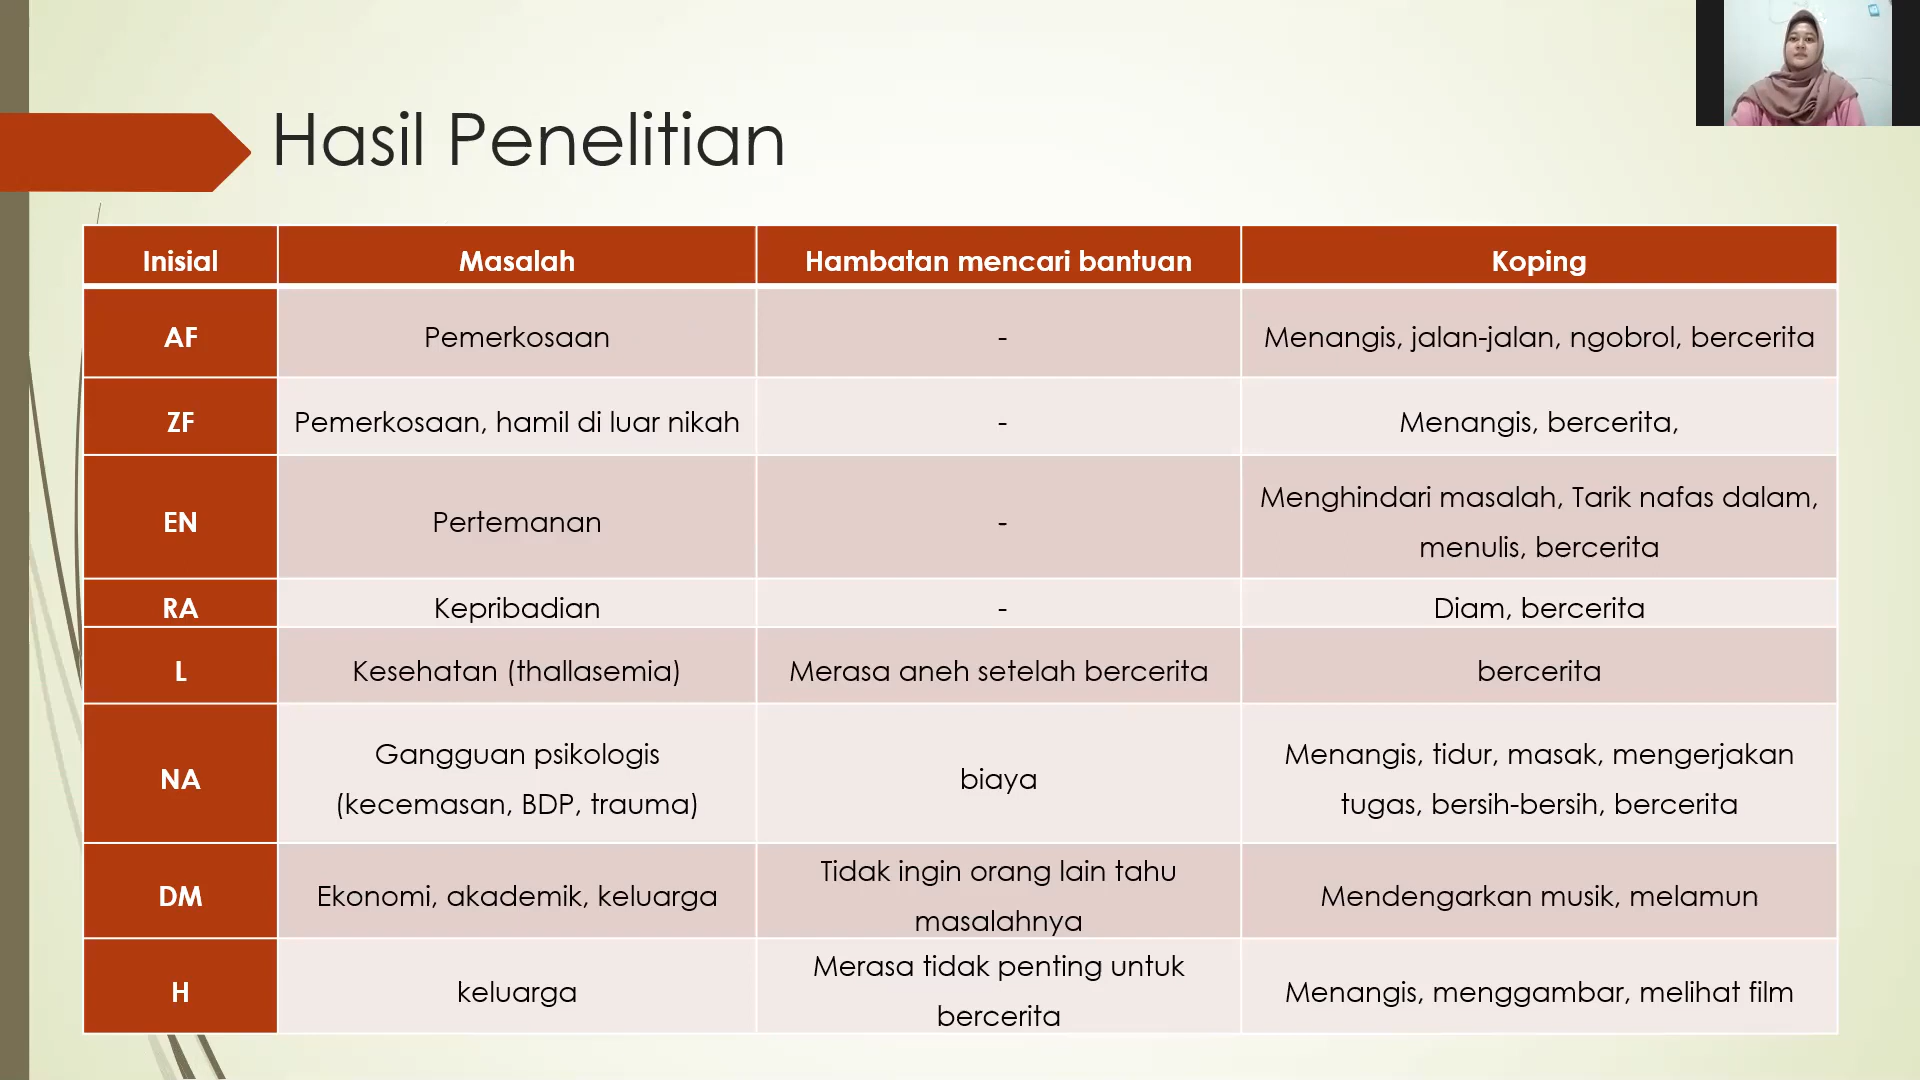 Hasil Penelitian
Inisial Masalah Hambatan mencari bantuan Koping
AF Pemerkosaan - Menangis, jalan-jalan, ngobrol, bercerita
ZF Pemerkosaan, hamil di luar nikah - Menangis, bercerita,
EN Pertemanan - Menghindari masalah, Tarik nafas dalam,
menulis, bercerita
RA Kepribadian - Diam, bercerita
L Kesehatan (thallasemia) Merasa aneh setelah bercerita bercerita
NA Gangguan psikologis
(kecemasan, BDP, trauma) biaya Menangis, tidur, masak, mengerjakan
tugas, bersih-bersih, bercerita
DM Ekonomi, akademik, keluarga Tidak ingin orang lain tahu
masalahnya Mendengarkan musik, melamun
H keluarga Merasa tidak penting untuk
bercerita Menangis, menggambar, melihat film